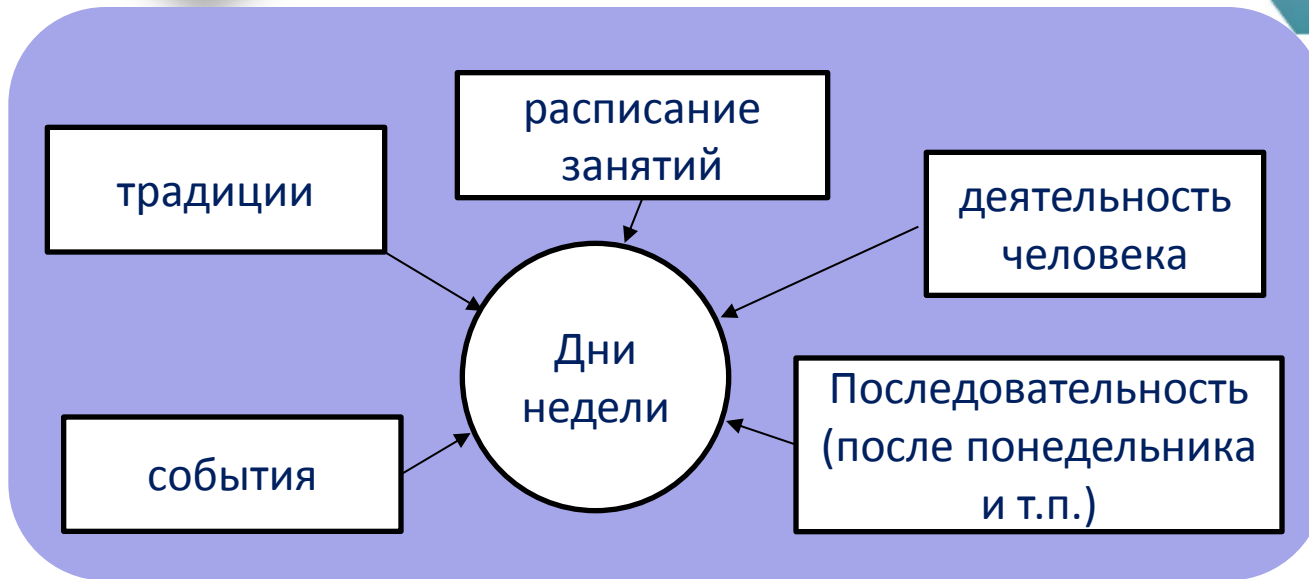 расписание
занятий
традиции
деятельность
человека
Дни
недели
Последовательность
(после понедельника
и т.п.)
события